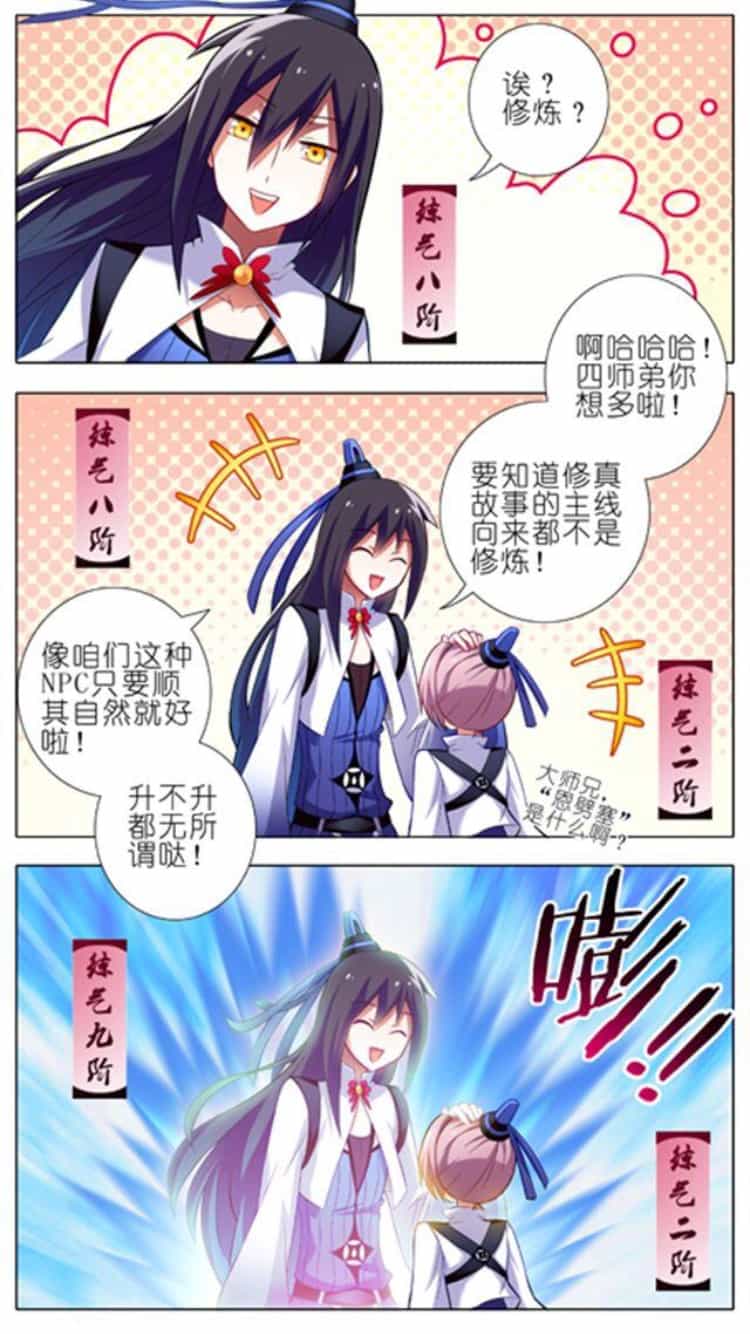 诶？
修炼？
练气八阶
啊哈哈哈！
四师弟你
想多啦！
练气八阶
要知道修真
故事的主线
向来都不是
修炼！
像咱们这种
NPC只要顺
其自然就好
啦！
练气二阶
大师兄，
“恩劈塞”
是什么啊？
升不升
都无所
谓哒！
嘭！！
练气九阶
练气二阶